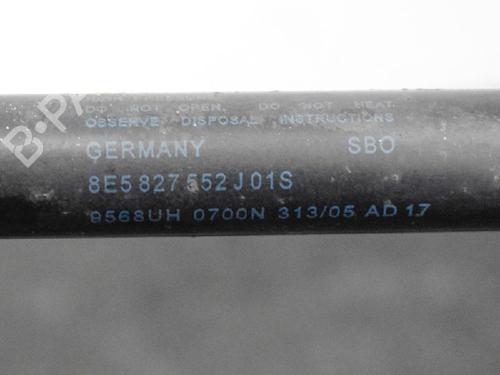 DO NOT OPEN. DO NOT HEAT.
OBSERVE DISPOSAL INSTRUCTIONS
GERMANY SBO
8E5 827 552 J 01S
9568UH 0700N 313/05 AD 17